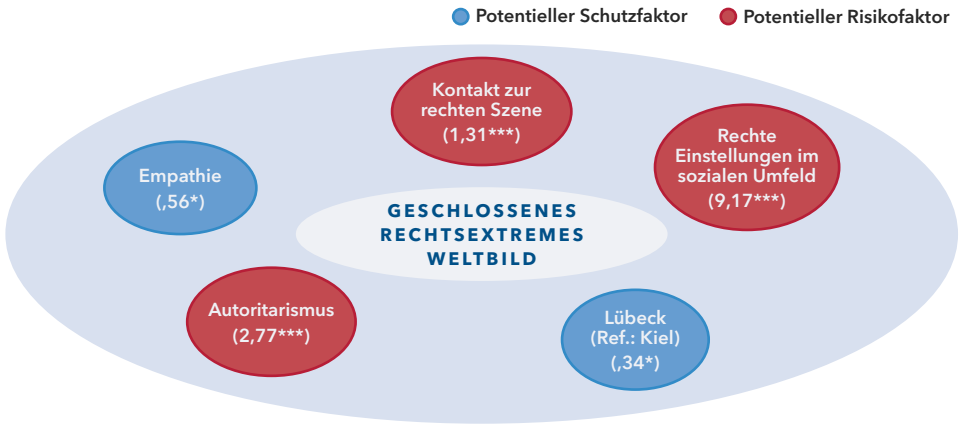 Potentieller Schutzfaktor
Potentieller Risikofaktor
Kontakt zur
rechten Szene
(1,31***)
Rechte
Einstellungen im
sozialen Umfeld
(9,17***)
Empathie
(,56*)
GESCHLOSSENES
RECHTSEXTREMES
WELTBILD
Autoritarismus
(2,77***)
Lübeck
(Ref.: Kiel)
(,34*)